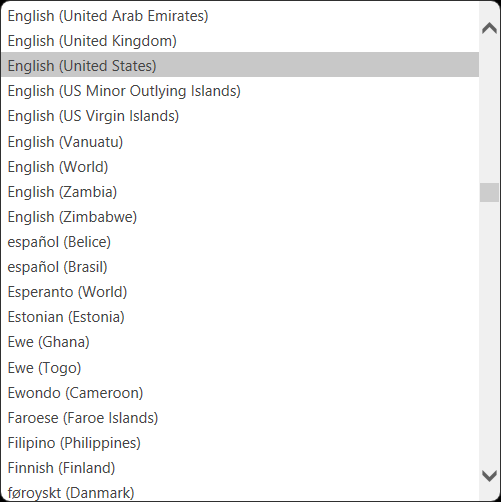 English (United Arab Emirates)
English (United Kingdom)
English (United States)
English (US Minor Outlying Islands)
English (US Virgin Islands)
English (Vanuatu)
English (World)
English (Zambia)
English (Zimbabwe)
español (Belice)
español (Brasil)
Esperanto (World)
Estonian (Estonia)
Ewe (Ghana)
Ewe (Togo)
Ewondo (Cameroon)
Faroese (Faroe Islands)
Filipino (Philippines)
Finnish (Finland)
føroyskt (Danmark)